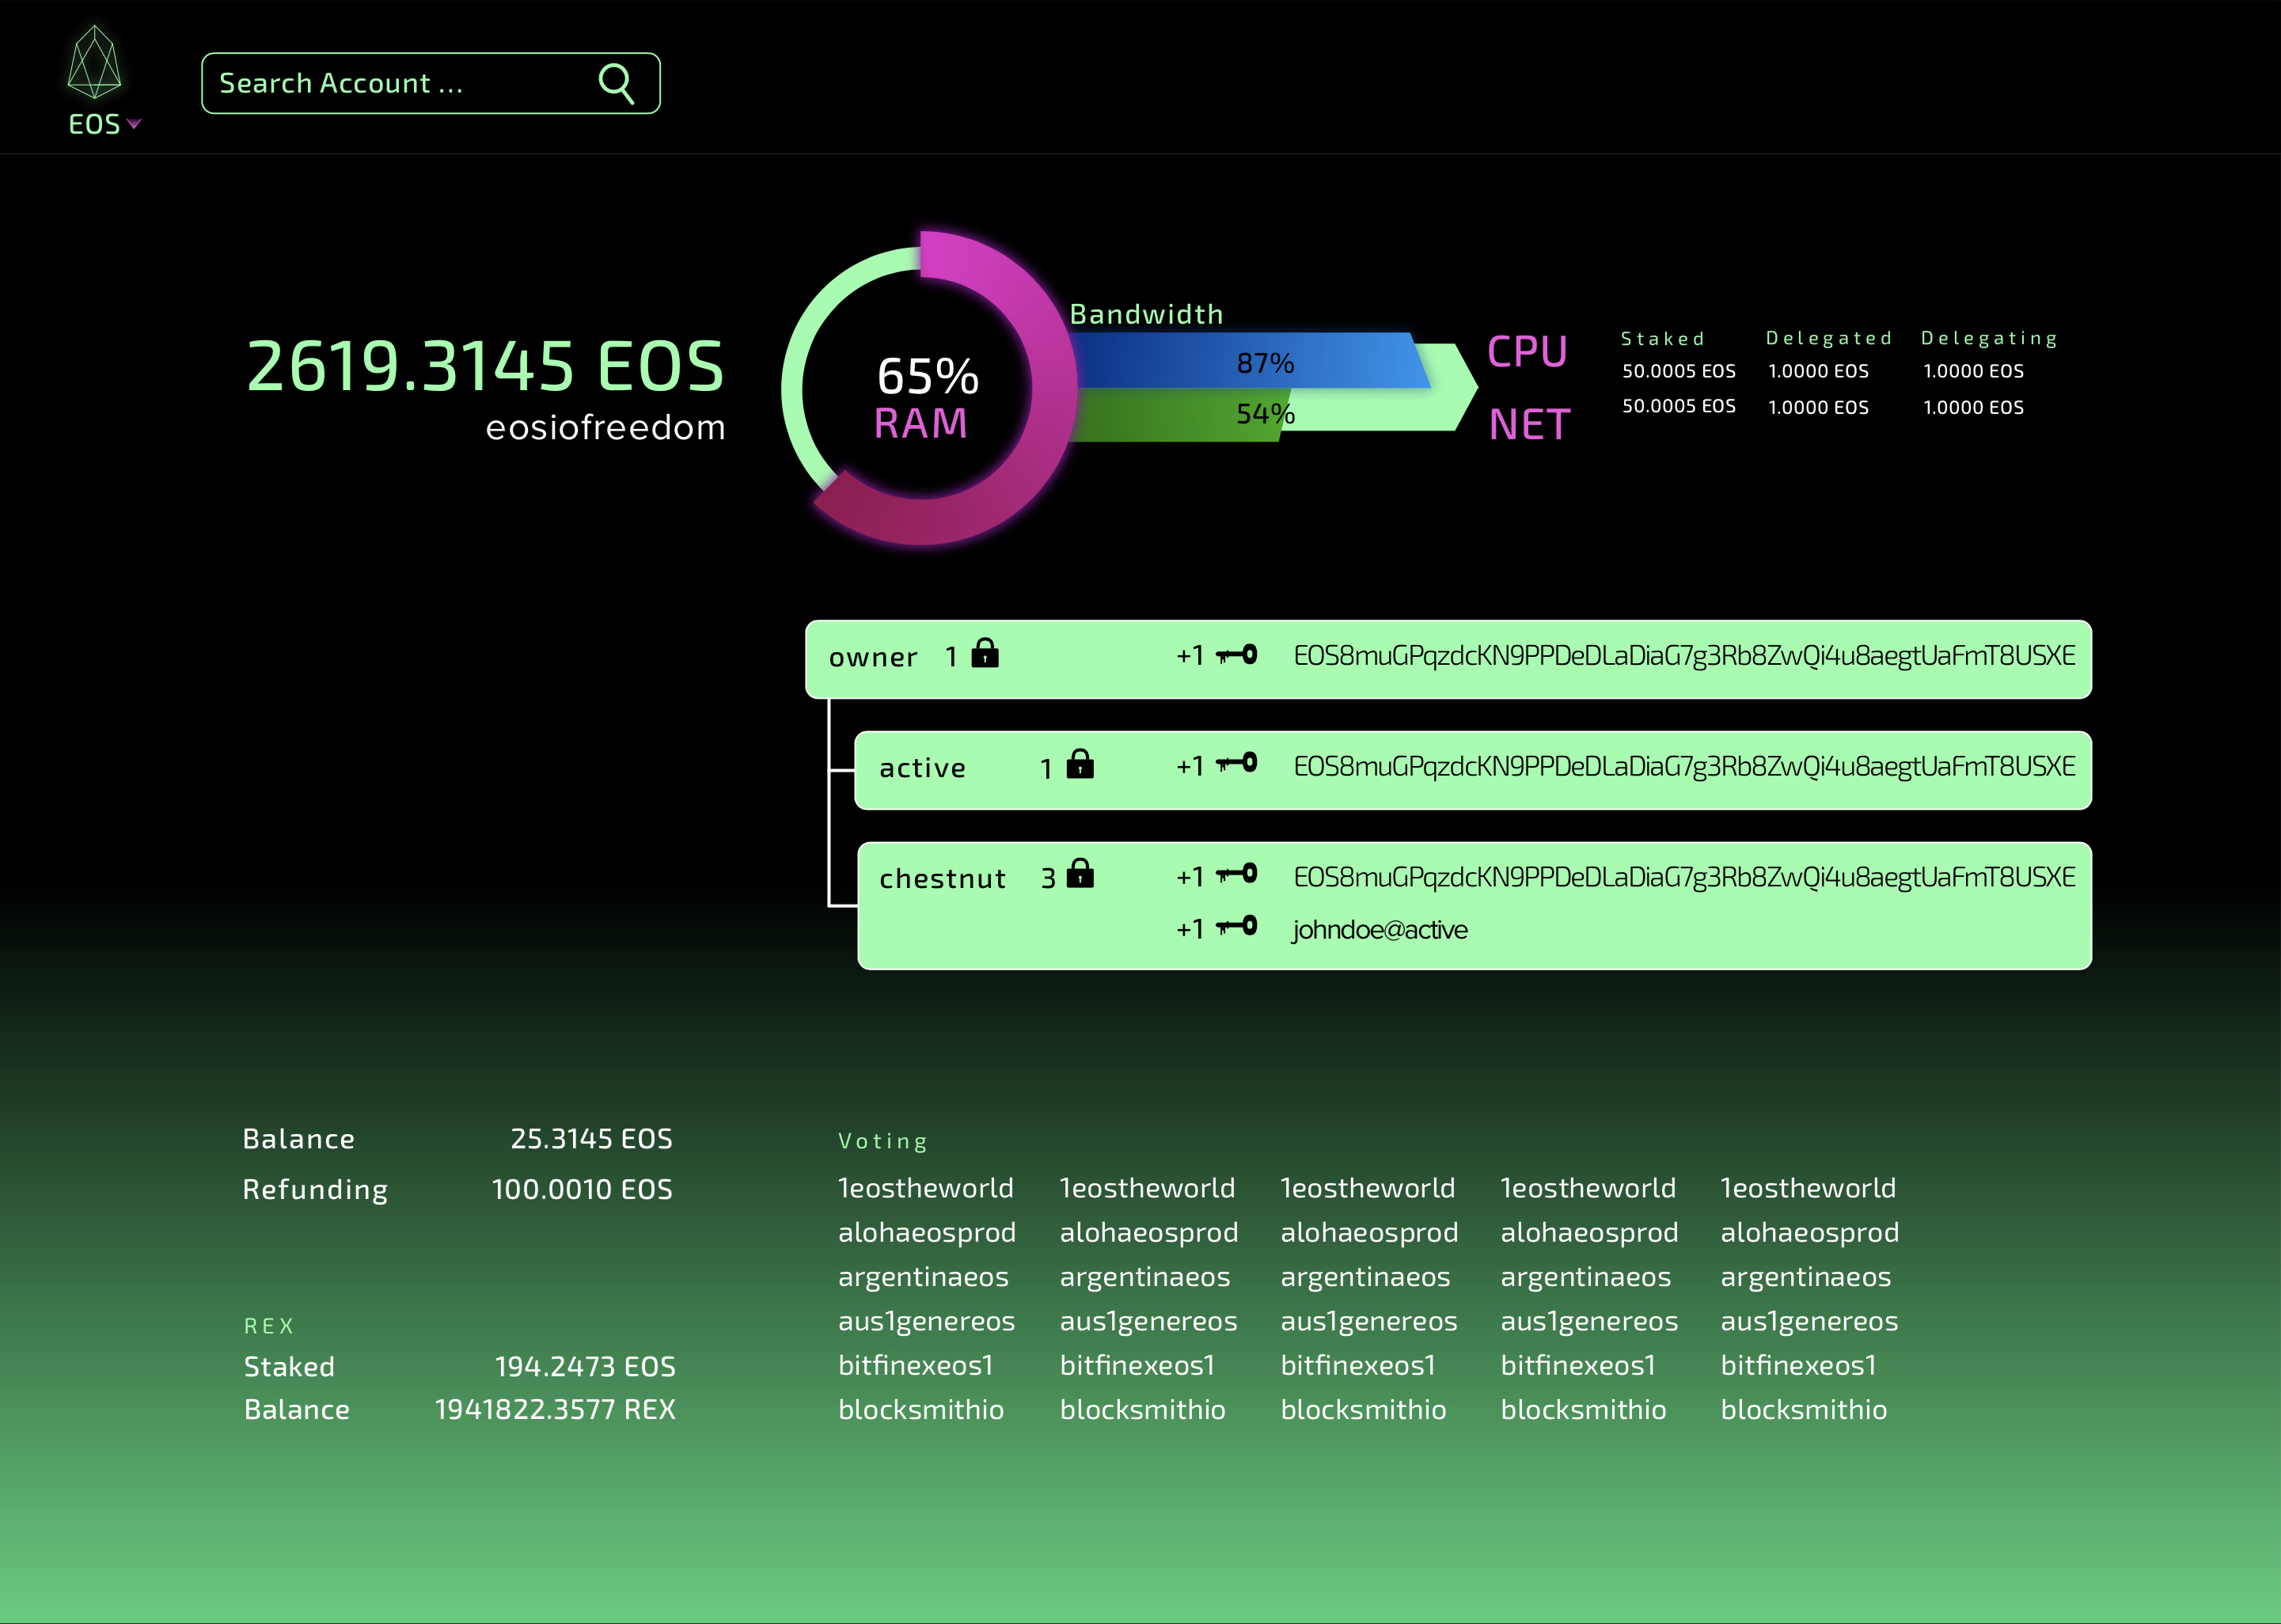 EOS
Search Account ...
2619.3145 EOS
eosiofreedom
65%
RAM
Bandwidth
87%
54%
CPU
NET
Staked Delegated Delegating
50.0005 EOS 1.0000 EOS 1.0000 EOS
50.0005 EOS 1.0000 EOS 1.0000 EOS
owner 1 +1 EOS8muGPqzdcKN9PPDeDLaDiaG7g3Rb8ZwQi4u8aegtUaFmT8USXE
active 1 +1 EOS8muGPqzdcKN9PPDeDLaDiaG7g3Rb8ZwQi4u8aegtUaFmT8USXE
chestnut 3 +1 EOS8muGPqzdcKN9PPDeDLaDiaG7g3Rb8ZwQi4u8aegtUaFmT8USXE
+1 johndoe@active
Balance 25.3145 EOS
Refunding 100.0010 EOS
REX
Staked 194.2473 EOS
Balance 1941822.3577 REX
Voting
1eostheworld 1eostheworld 1eostheworld 1eostheworld 1eostheworld
alohaeosprod alohaeosprod alohaeosprod alohaeosprod alohaeosprod
argentinaeos argentinaeos argentinaeos argentinaeos argentinaeos
aus1genereos aus1genereos aus1genereos aus1genereos aus1genereos
bitfinexeos1 bitfinexeos1 bitfinexeos1 bitfinexeos1 bitfinexeos1
blocksmithio blocksmithio blocksmithio blocksmithio blocksmithio